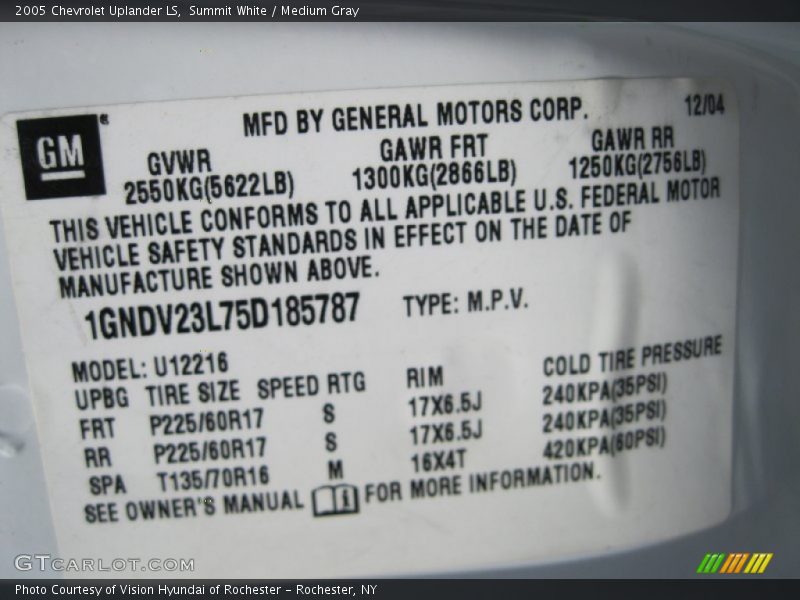 2005 Chevrolet Uplander LS, Summit White / Medium Gray
MFD BY GENERAL MOTORS CORP. 12/04
GM®
GVWR GAWR FRT GAWR RR
2550KG(5622LB) 1300KG(2866LB) 1250KG(2756LB)
THIS VEHICLE CONFORMS TO ALL APPLICABLE U.S. FEDERAL MOTOR
VEHICLE SAFETY STANDARDS IN EFFECT ON THE DATE OF
MANUFACTURE SHOWN ABOVE.
1GNDV23L75D185787 TYPE: M.P.V.
MODEL: U12216
UPBG TIRE SIZE SPEED RTG RIM COLD TIRE PRESSURE
FRT P225/60R17 S 17X6.5J 240KPA(35PSI)
RR P225/60R17 S 17X6.5J 240KPA(35PSI)
SPA T135/70R16 M 16X4T 420KPA(60PSI)
SEE OWNER'S MANUAL FOR MORE INFORMATION.
GTCARLOT.COM
Photo Courtesy of Vision Hyundai of Rochester – Rochester, NY